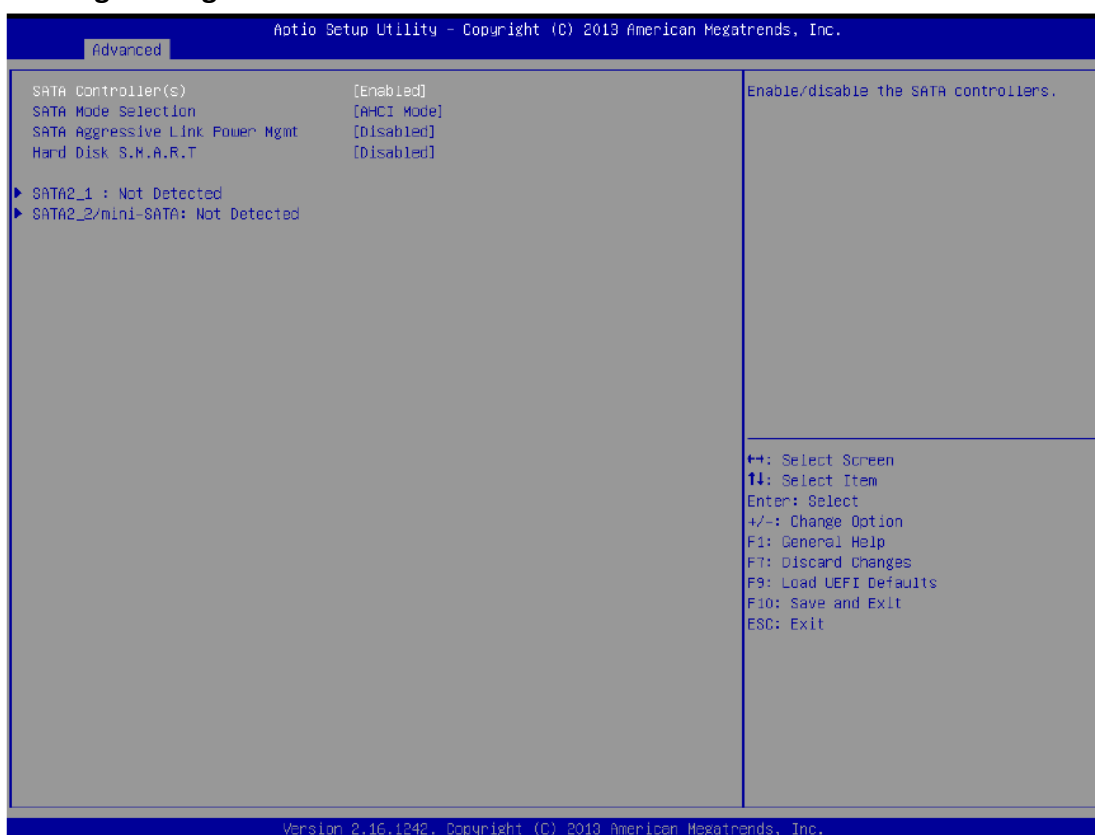 Aptio Setup Utility - Copyright (C) 2013 American Megatrends, Inc.
Advanced
SATA Controller(s) [Enabled]
SATA Mode Selection [AHCI Mode]
SATA Aggressive Link Power Mgmt [Disabled]
Hard Disk S.M.A.R.T [Disabled]
SATA2_1 : Not Detected
SATA2_2/mini-SATA: Not Detected
Enable/disable the SATA controllers.
↔: Select Screen
↑↓: Select Item
Enter: Select
+/-: Change Option
F1: General Help
F7: Discard Changes
F9: Load UEFI Defaults
F10: Save and Exit
ESC: Exit
Version 2.16.1242. Copyright (C) 2013 American Megatrends, Inc.